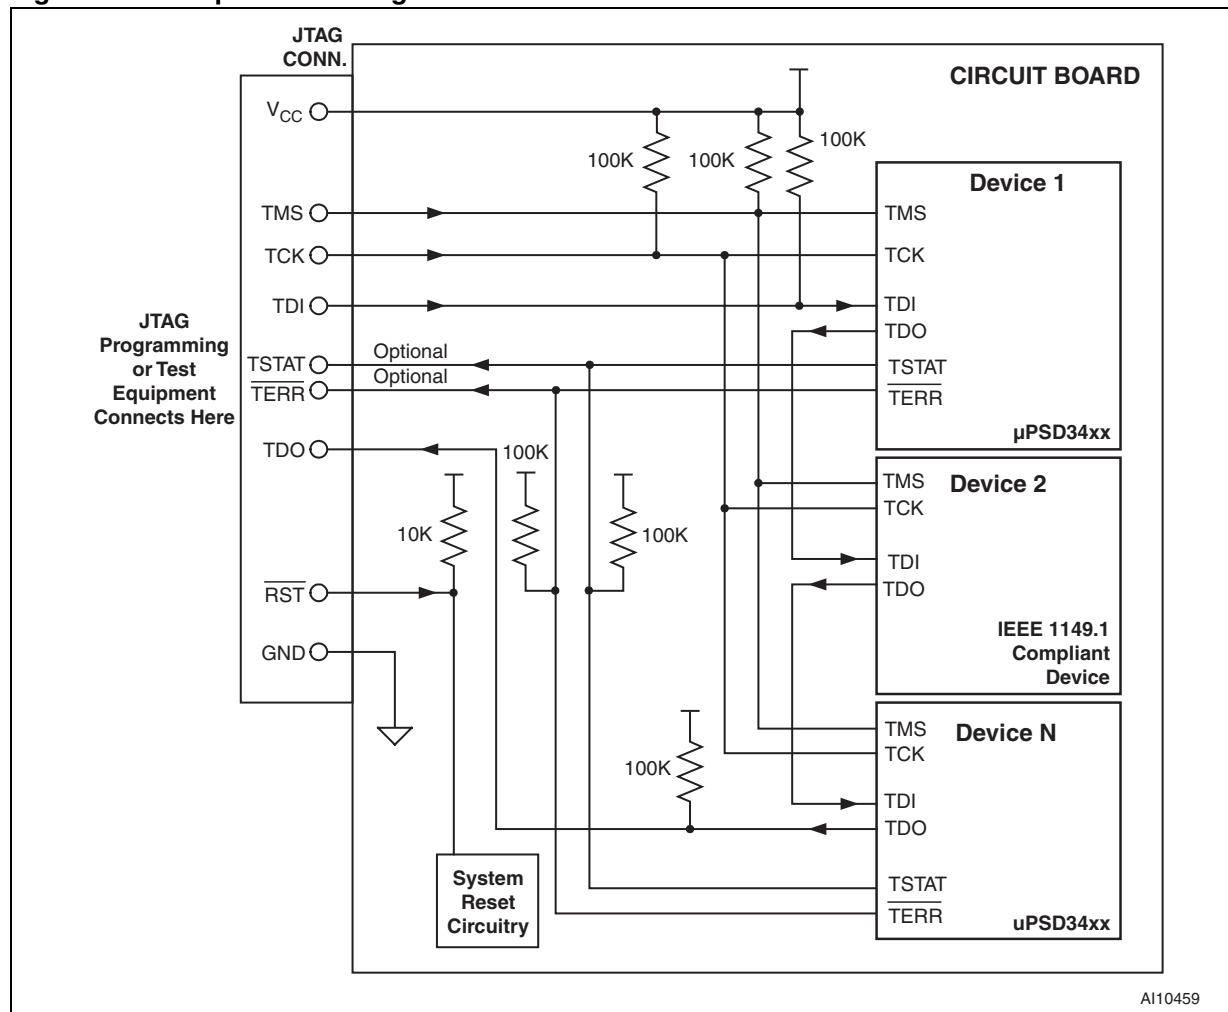 JTAG
CONN.
CIRCUIT BOARD
VCC
100K
100K
100K
Device 1
TMS
TMS
TCK
TCK
TDI
TDI
TDO
JTAG
Programming
or Test
Equipment
Connects Here
TSTAT
Optional
TSTAT
TERR
Optional
TERR
µPSD34xx
TDO
100K
TMS
Device 2
TCK
10K
100K
TDI
TDO
RST
IEEE 1149.1
Compliant
Device
GND
TMS
Device N
TCK
100K
TDI
TDO
System
Reset
Circuitry
TSTAT
TERR
uPSD34xx
AI10459